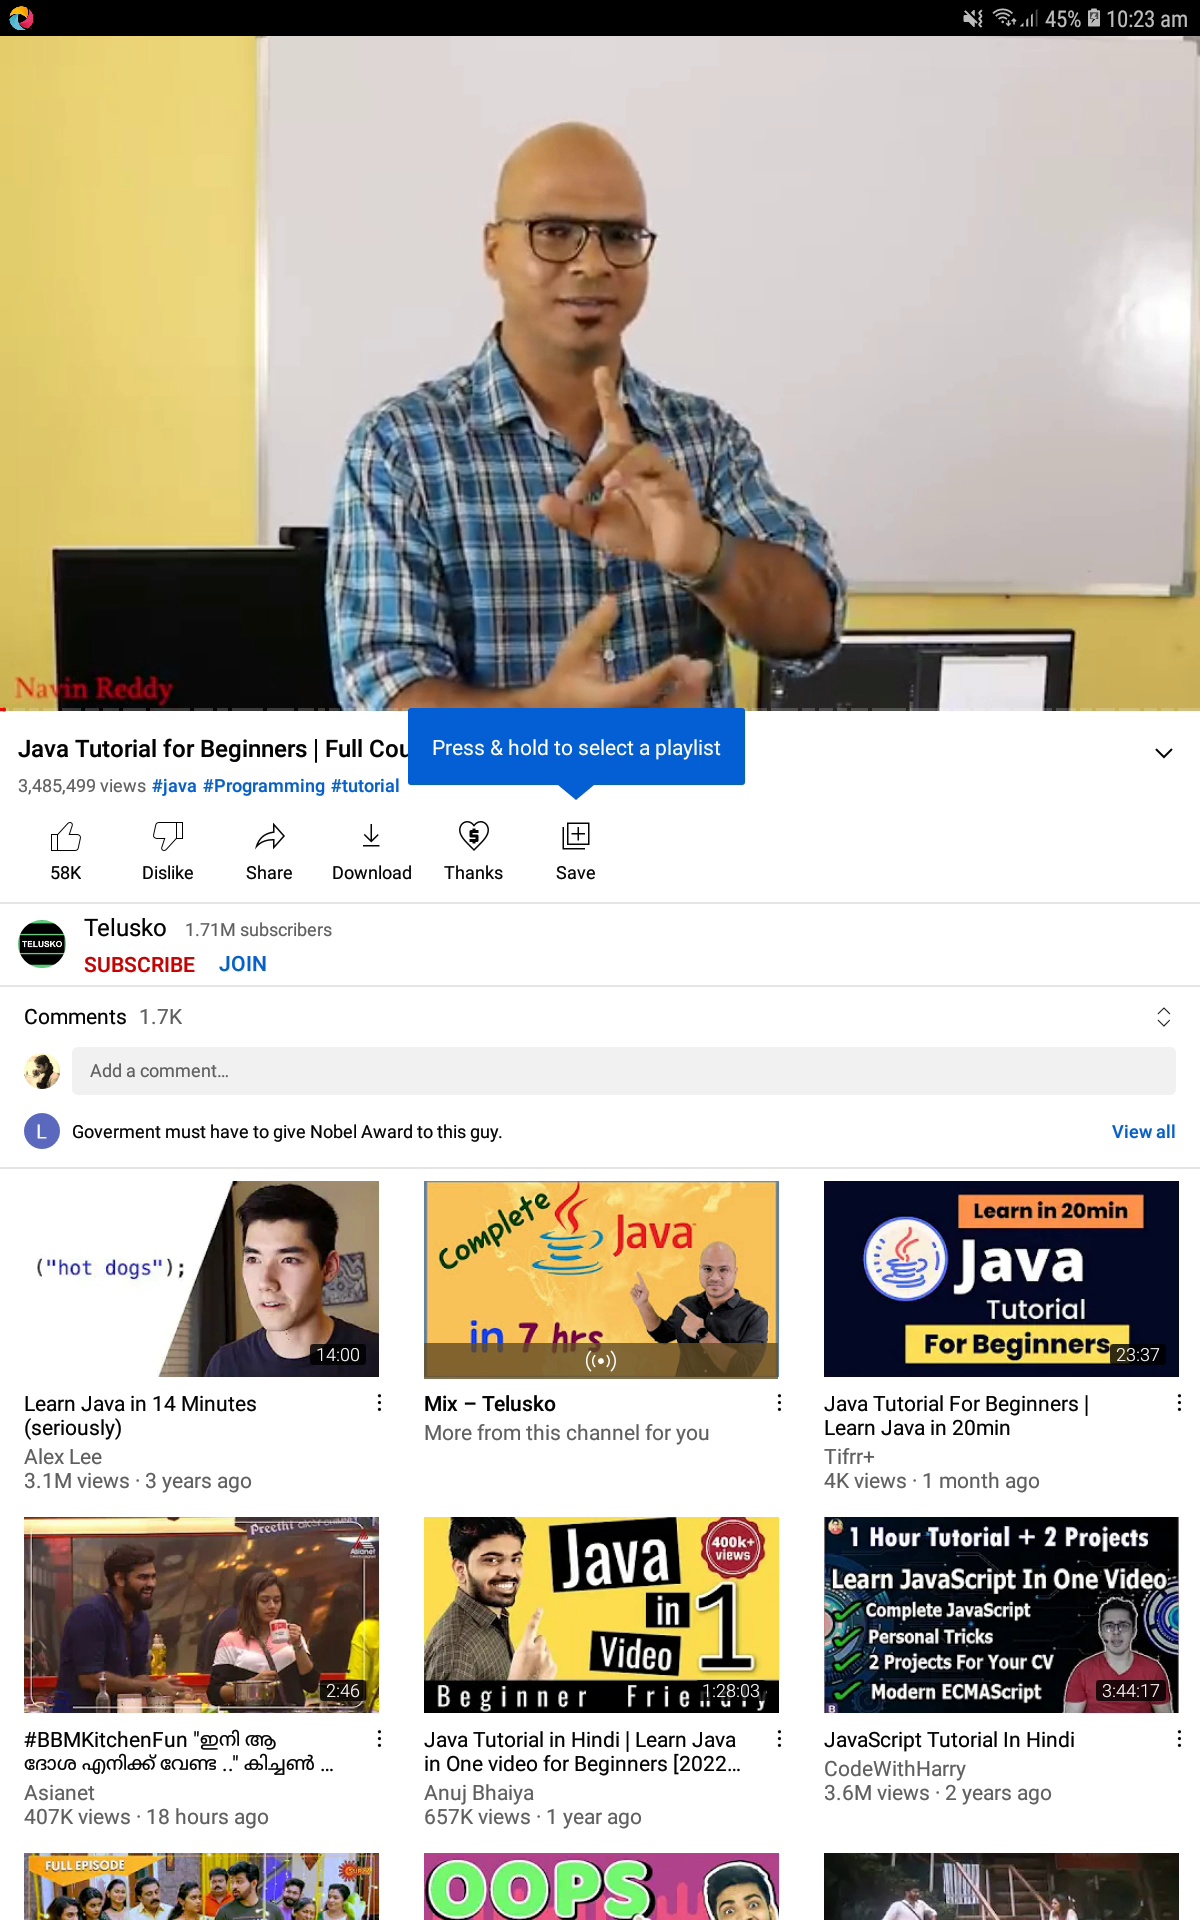 45% 10:23 am
Navin Reddy
Java Tutorial for Beginners | Full Cou
Press & hold to select a playlist
3,485,499 views #java #Programming #tutorial
58K Dislike Share Download Thanks Save
TELUSKO
Telusko 1.71M subscribers
SUBSCRIBE JOIN
Comments 1.7K
Add a comment...
L Goverment must have to give Nobel Award to this guy. View all
("hot dogs");
14:00
Complete Java
in 7 hrs
Learn in 20min
Java
Tutorial
For Beginners
23:37
Learn Java in 14 Minutes
(seriously)
Alex Lee
3.1M views · 3 years ago
Mix – Telusko
More from this channel for you
Java Tutorial For Beginners |
Learn Java in 20min
Tifrr+
4K views · 1 month ago
Preethi
Asianet
2:46
Java
in 1
Video
400k+
views
Beginner
1:28:03
1 Hour Tutorial + 2 Projects
Learn JavaScript In One Video
Complete JavaScript
Personal Tricks
2 Projects For Your CV
Modern ECMAScript
B
3:44:17
#BBMKitchenFun "ഇനി ആ
ദോശ എനിക്ക് വേണ്ട .." കിച്ചൺ ...
Asianet
407K views · 18 hours ago
Java Tutorial in Hindi | Learn Java
in One video for Beginners [2022...
Anuj Bhaiya
657K views · 1 year ago
JavaScript Tutorial In Hindi
CodeWithHarry
3.6M views · 2 years ago
FULL EPISODE
OOPS